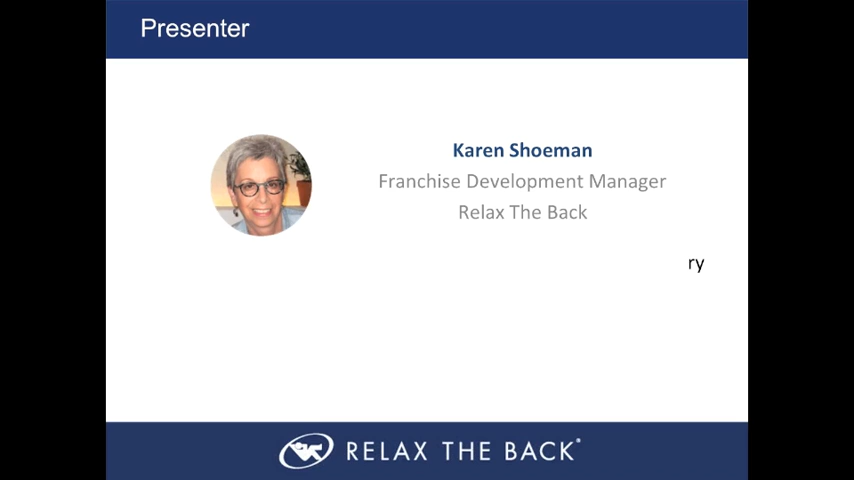 Presenter
Karen Shoeman
Franchise Development Manager
Relax The Back
ry
RELAX THE BACK®